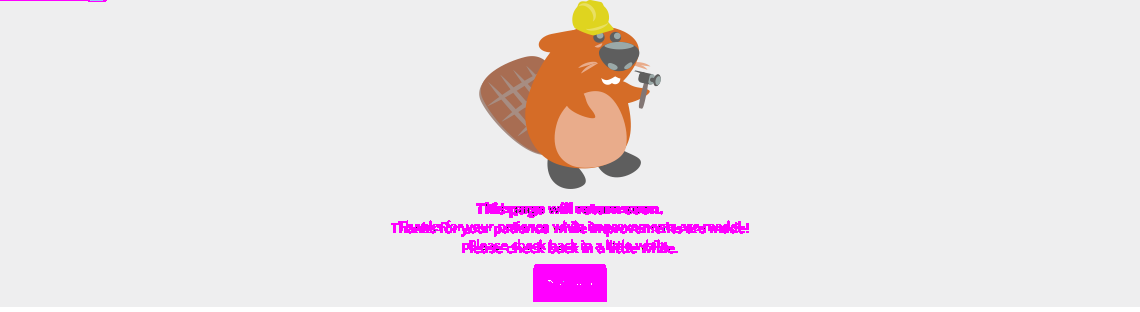 This page will return soon.
Thanks for your patience while improvements are made!
Please check back in a little while.